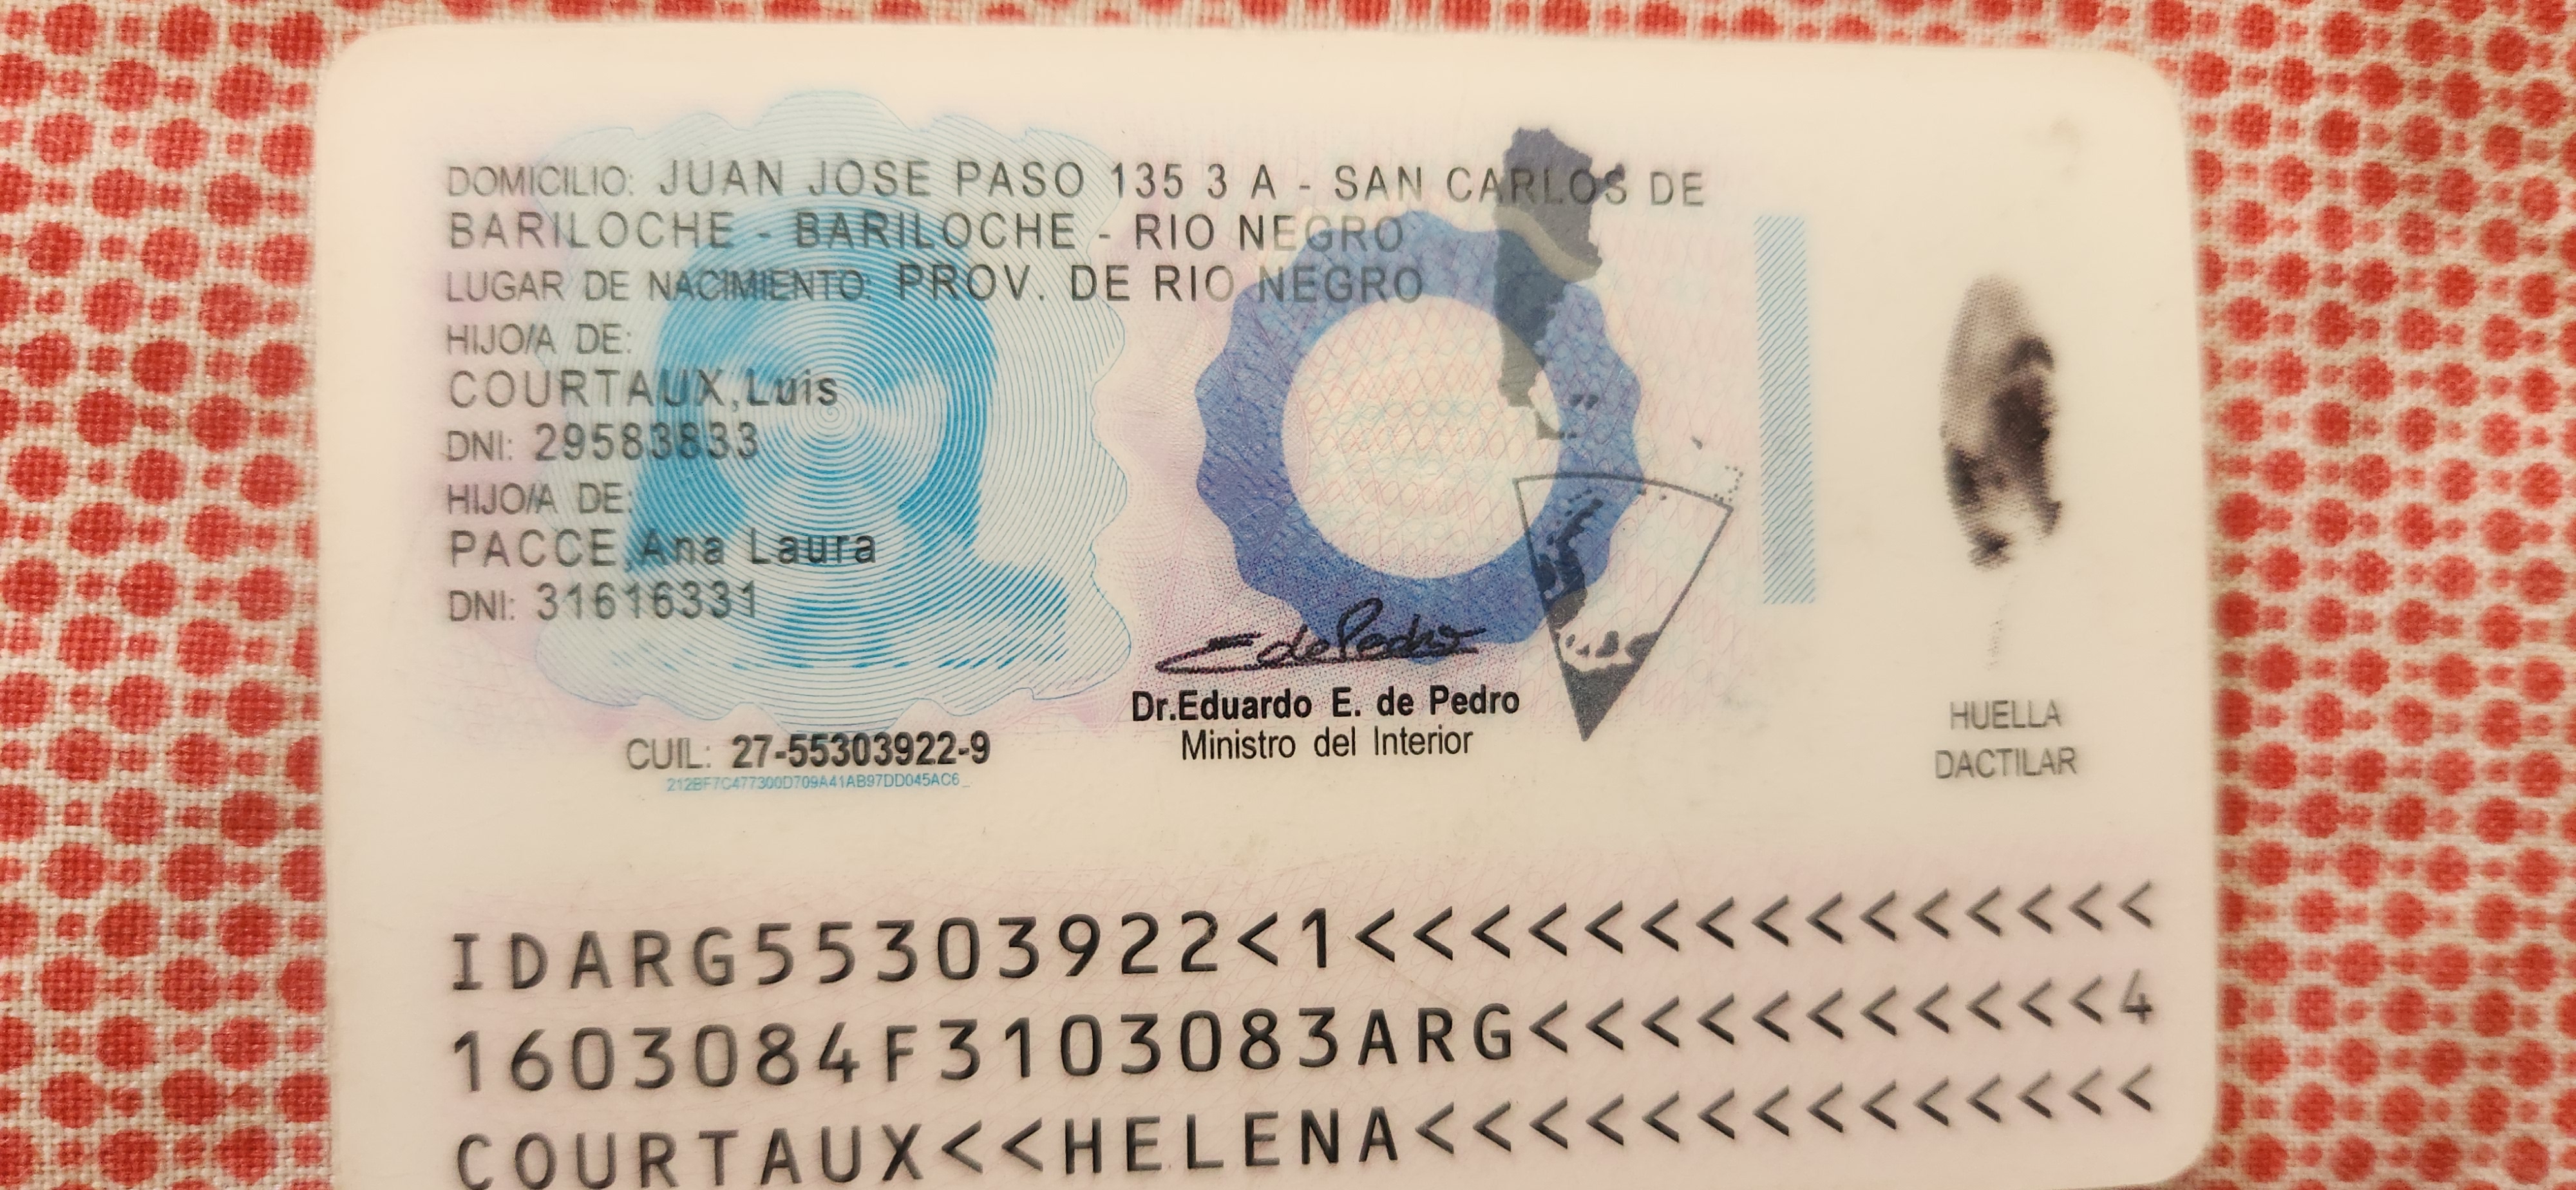 DOMICILIO: JUAN JOSE PASO 135 3 A - SAN CARLOS DE
BARILOCHE - BARILOCHE - RIO NEGRO
LUGAR DE NACIMIENTO: PROV. DE RIO NEGRO
HIJO/A DE:
COURTAUX, Luis
DNI: 29583833
HIJO/A DE:
PACCE Ana Laura
DNI: 31616331
Dr.Eduardo E. de Pedro
Ministro del Interior
CUIL: 27-55303922-9
HUELLA
DACTILAR
IDARG55303922<1<<<<<<<<<<<<<<<
1603084F3103083ARG<<<<<<<<<<<4
COURTAUX<<HELENA<<<<<<<<<<<<<<